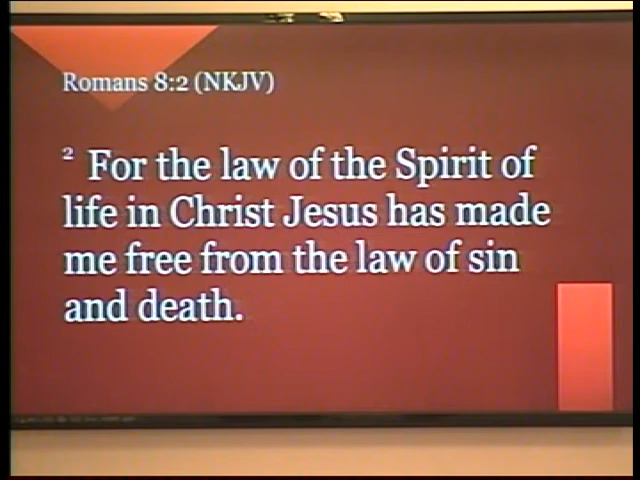 Romans 8:2 (NKJV)
2 For the law of the Spirit of
life in Christ Jesus has made
me free from the law of sin
and death.